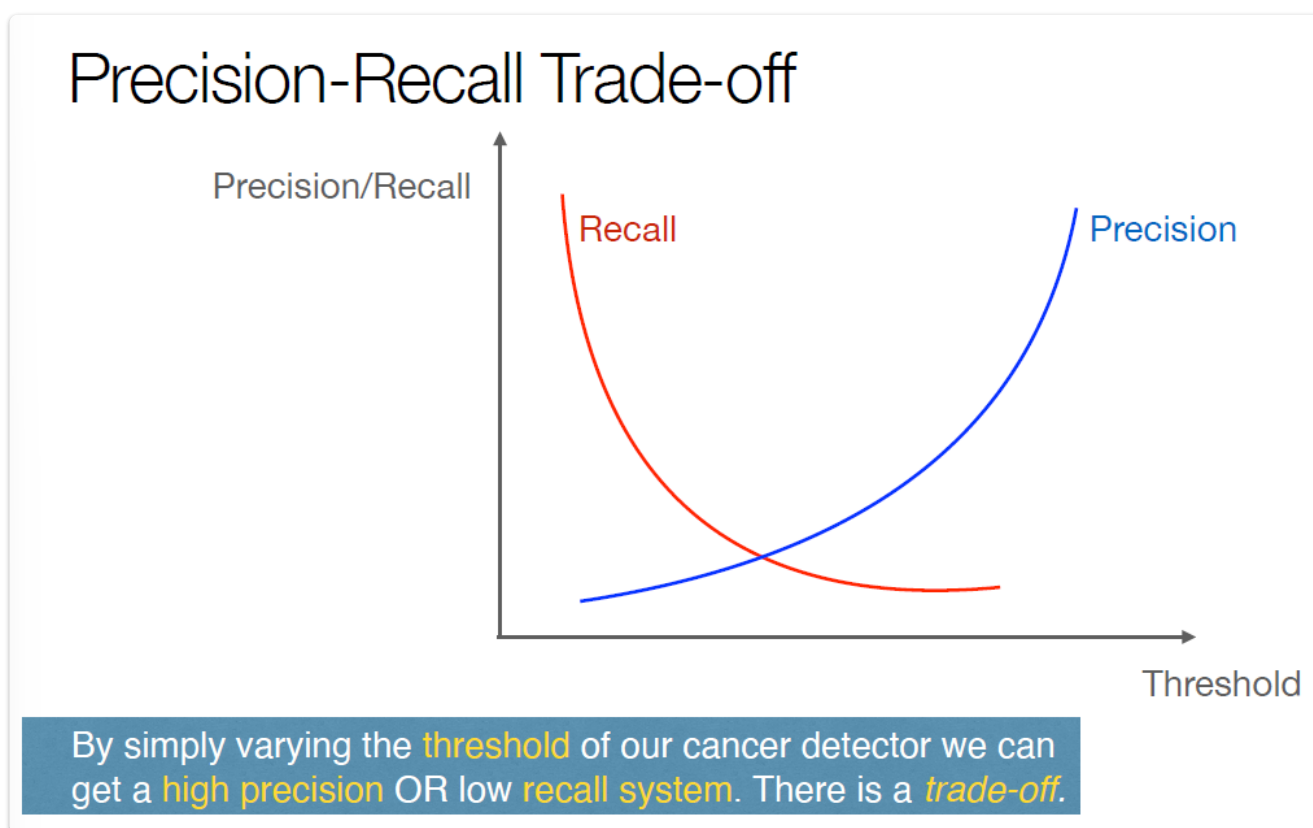 Precision-Recall Trade-off
Precision/Recall
Recall
Precision
Threshold
By simply varying the threshold of our cancer detector we can
get a high precision OR low recall system. There is a trade-off.